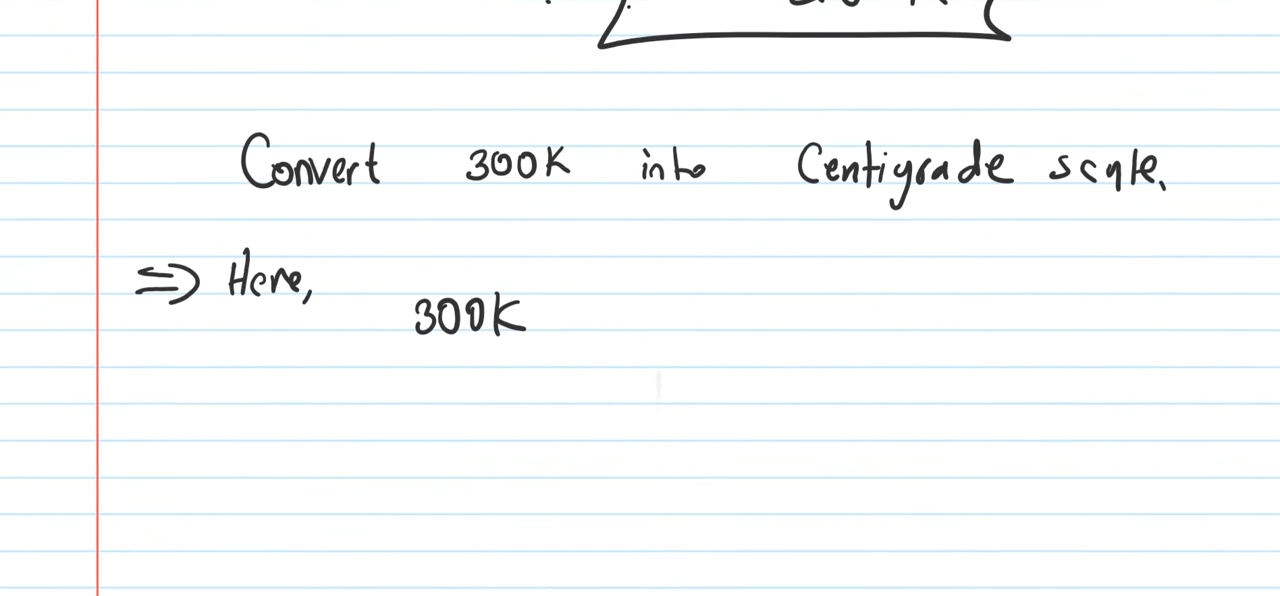 Convert 300K into Centigrade scale.
⇒ Here,
300K